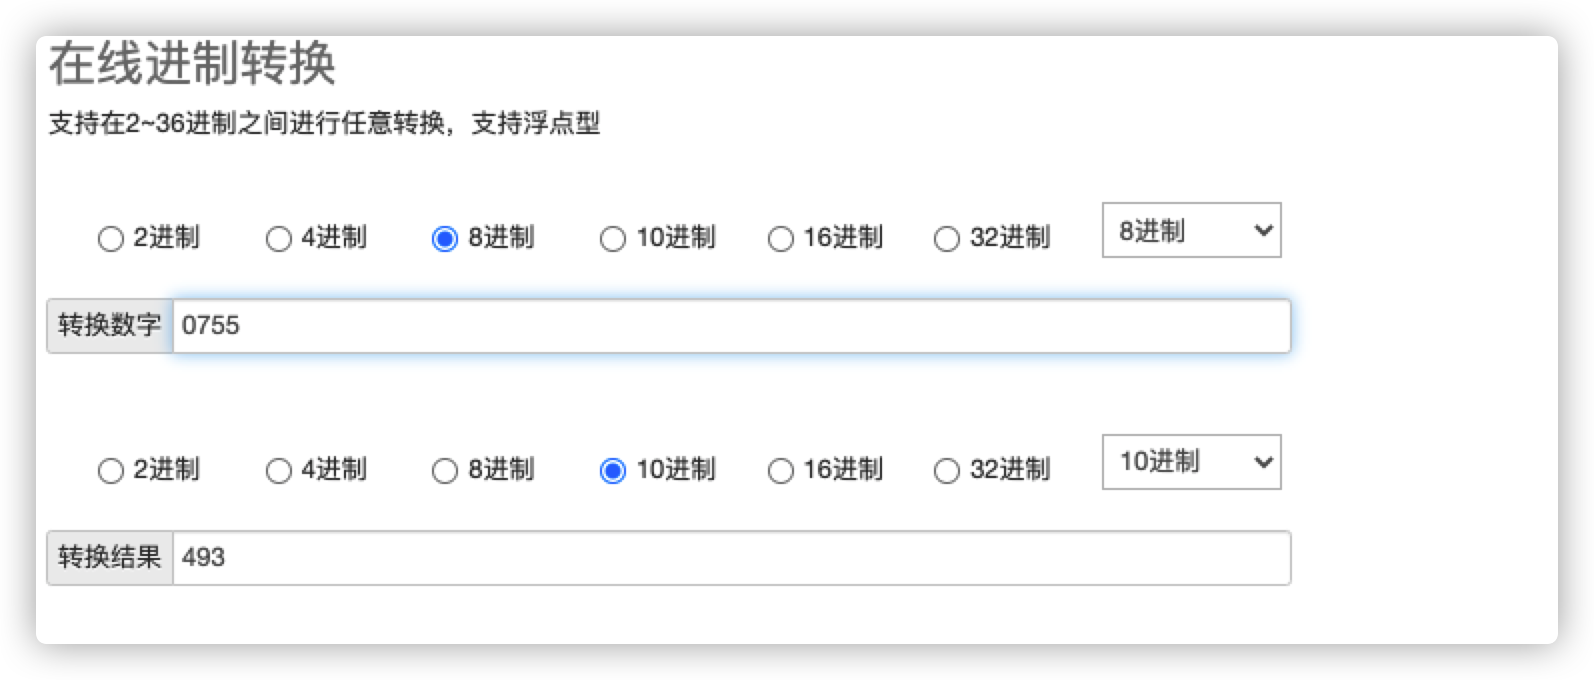 在线进制转换
支持在2~36进制之间进行任意转换，支持浮点型
2进制 4进制 8进制 10进制 16进制 32进制 8进制
转换数字 0755
2进制 4进制 8进制 10进制 16进制 32进制 10进制
转换结果 493